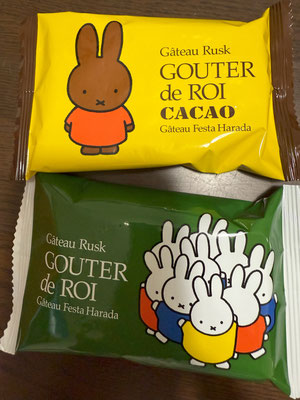 Gâteau Rusk
GOUTER
de ROI
CACAO
Gâteau Festa Harada
Gâteau Rusk
GOUTER
de ROI
Gâteau Festa Harada